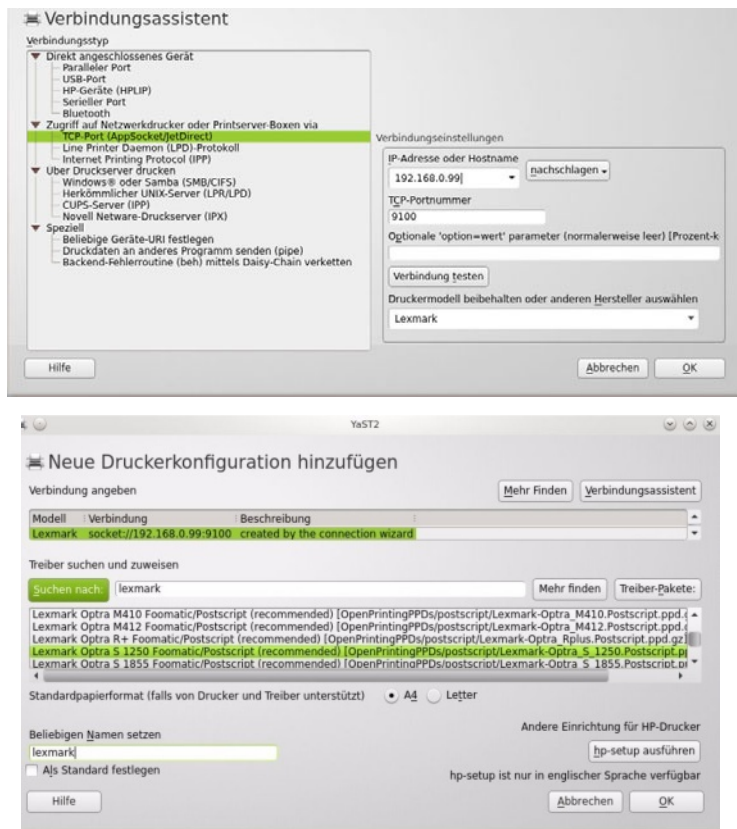 Verbindungsassistent
Verbindungstyp
Direkt angeschlossenes Gerät
Paralleler Port
USB-Port
HP-Geräte (HPLIP)
Serieller Port
Bluetooth
Zugriff auf Netzwerkdrucker oder Printserver-Boxen via
TCP-Port (AppSocket/JetDirect)
Line Printer Daemon (LPD)-Protokoll
Internet Printing Protocol (IPP)
Über Druckserver drucken
Windows® oder Samba (SMB/CIFS)
Herkömmlicher UNIX-Server (LPR/LPD)
CUPS-Server (IPP)
Novell Netware-Druckserver (IPX)
Speziell
Beliebige Geräte-URI festlegen
Druckdaten an anderes Programm senden (pipe)
Backend-Fehlerroutine (beh) mittels Daisy-Chain verketten
Verbindungseinstellungen
IP-Adresse oder Hostname
192.168.0.99 nachschlagen
TCP-Portnummer
9100
Optionale 'option=wert' parameter (normalerweise leer) [Prozent-k
Verbindung testen
Druckermodell beibehalten oder anderen Hersteller auswählen
Lexmark
Hilfe Abbrechen OK
YaST2
Neue Druckerkonfiguration hinzufügen
Verbindung angeben Mehr Finden Verbindungsassistent
Modell Verbindung Beschreibung
Lexmark socket://192.168.0.99:9100 created by the connection wizard
Treiber suchen und zuweisen
Suchen nach: lexmark Mehr finden Treiber-Pakete:
Lexmark Optra M410 Foomatic/Postscript (recommended) [OpenPrintingPPDs/postscript/Lexmark-Optra_M410.Postscript.ppd.
Lexmark Optra M412 Foomatic/Postscript (recommended) [OpenPrintingPPDs/postscript/Lexmark-Optra_M412.Postscript.ppd.
Lexmark Optra R+ Foomatic/Postscript (recommended) [OpenPrintingPPDs/postscript/Lexmark-Optra_Rplus.Postscript.ppd.gz]
Lexmark Optra S 1250 Foomatic/Postscript (recommended) [OpenPrintingPPDs/postscript/Lexmark-Optra_S_1250.Postscript.p
Lexmark Optra S 1855 Foomatic/Postscript (recommended) [OpenPrintingPPDs/postscript/Lexmark-Optra_S_1855.Postscript.p
Standardpapierformat (falls von Drucker und Treiber unterstützt) A4 Letter
Andere Einrichtung für HP-Drucker
Beliebigen Namen setzen
lexmark hp-setup ausführen
Als Standard festlegen hp-setup ist nur in englischer Sprache verfügbar
Hilfe Abbrechen OK